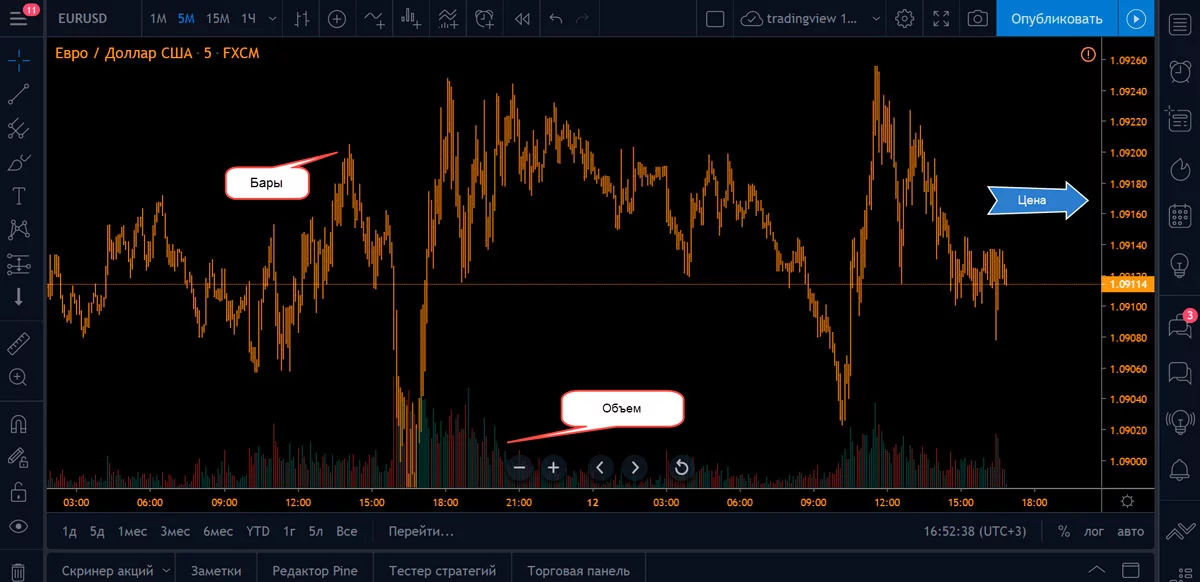 11
EURUSD 1М 5М 15М 1Ч tradingview 1... Опубликовать
Евро / Доллар США · 5 · FXCM
1.09260
1.09240
1.09220
1.09200
Бары
1.09180
Цена
1.09160
1.09140
1.09120
1.09114
1.09100
3
1.09080
1.09060
1.09040
Объем
1.09020
1.09000
03:00 06:00 09:00 12:00 15:00 18:00 21:00 12 03:00 06:00 09:00 12:00 15:00 18:00
1д 5д 1мес 3мес 6мес YTD 1г 5л Все Перейти... 16:52:38 (UTC+3) % лог авто
Скринер акций Заметки Редактор Pine Тестер стратегий Торговая панель